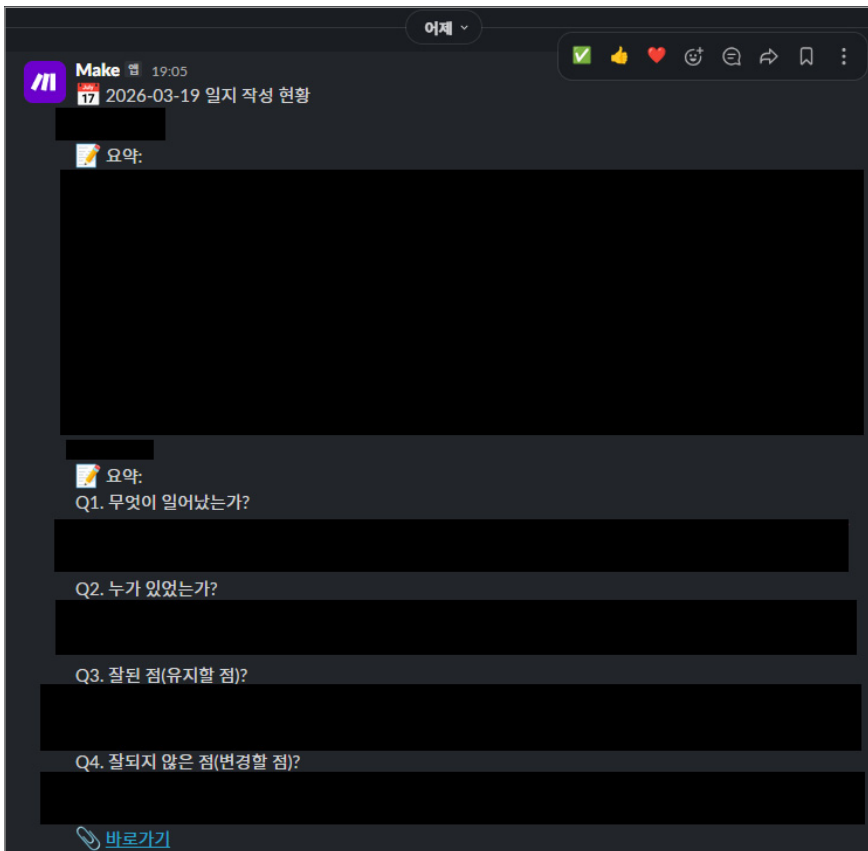 어제
Make 앱 19:05
2026-03-19 일지 작성 현황
요약:
요약:
Q1. 무엇이 일어났는가?
Q2. 누가 있었는가?
Q3. 잘된 점(유지할 점)?
Q4. 잘되지 않은 점(변경할 점)?
바로가기